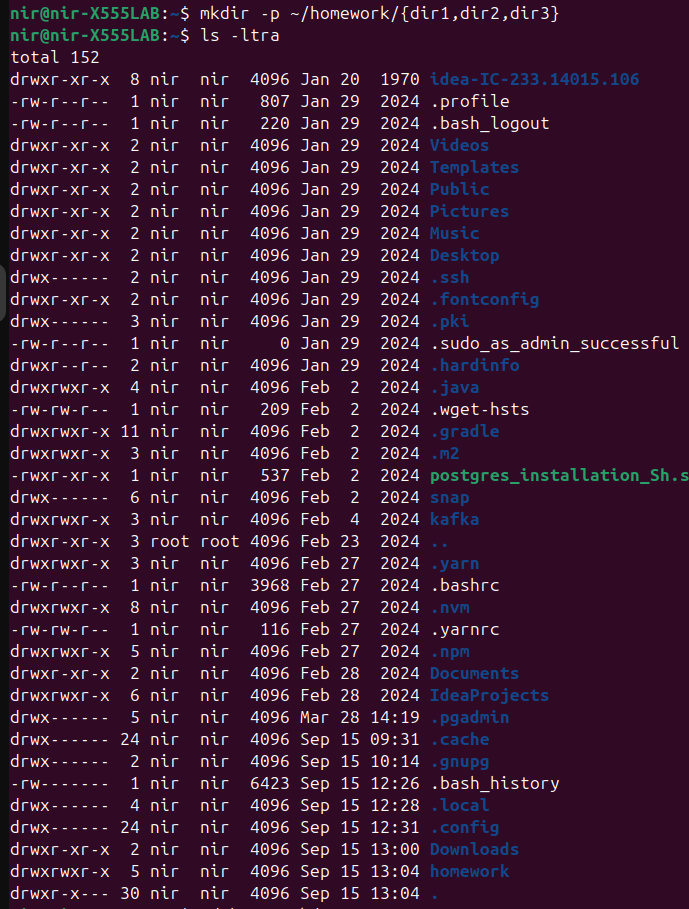 nir@nir-X555LAB:~$ mkdir -p ~/homework/{dir1,dir2,dir3}
nir@nir-X555LAB:~$ ls -ltra
total 152
drwxr-xr-x  8 nir  nir  4096 Jan 20  1970 idea-IC-233.14015.106
-rw-r--r--  1 nir  nir   807 Jan 29  2024 .profile
-rw-r--r--  1 nir  nir   220 Jan 29  2024 .bash_logout
drwxr-xr-x  2 nir  nir  4096 Jan 29  2024 Videos
drwxr-xr-x  2 nir  nir  4096 Jan 29  2024 Templates
drwxr-xr-x  2 nir  nir  4096 Jan 29  2024 Public
drwxr-xr-x  2 nir  nir  4096 Jan 29  2024 Pictures
drwxr-xr-x  2 nir  nir  4096 Jan 29  2024 Music
drwxr-xr-x  2 nir  nir  4096 Jan 29  2024 Desktop
drwx------  2 nir  nir  4096 Jan 29  2024 .ssh
drwxr-xr-x  2 nir  nir  4096 Jan 29  2024 .fontconfig
drwx------  3 nir  nir  4096 Jan 29  2024 .pki
-rw-r--r--  1 nir  nir     0 Jan 29  2024 .sudo_as_admin_successful
drwxr--r--  2 nir  nir  4096 Jan 29  2024 .hardinfo
drwxrwxr-x  4 nir  nir  4096 Feb  2  2024 .java
-rw-rw-r--  1 nir  nir   209 Feb  2  2024 .wget-hsts
drwxrwxr-x 11 nir  nir  4096 Feb  2  2024 .gradle
drwxrwxr-x  3 nir  nir  4096 Feb  2  2024 .m2
-rwxr-xr-x  1 nir  nir   537 Feb  2  2024 postgres_installation_Sh.s
drwx------  6 nir  nir  4096 Feb  2  2024 snap
drwxrwxr-x  3 nir  nir  4096 Feb  4  2024 kafka
drwxr-xr-x  3 root root 4096 Feb 23  2024 ..
drwxrwxr-x  3 nir  nir  4096 Feb 27  2024 .yarn
-rw-r--r--  1 nir  nir  3968 Feb 27  2024 .bashrc
drwxrwxr-x  8 nir  nir  4096 Feb 27  2024 .nvm
-rw-rw-r--  1 nir  nir   116 Feb 27  2024 .yarnrc
drwxrwxr-x  5 nir  nir  4096 Feb 27  2024 .npm
drwxr-xr-x  2 nir  nir  4096 Feb 28  2024 Documents
drwxrwxr-x  6 nir  nir  4096 Feb 28  2024 IdeaProjects
drwx------  5 nir  nir  4096 Mar 28 14:19 .pgadmin
drwx------ 24 nir  nir  4096 Sep 15 09:31 .cache
drwx------  2 nir  nir  4096 Sep 15 10:14 .gnupg
-rw-------  1 nir  nir  6423 Sep 15 12:26 .bash_history
drwx------  4 nir  nir  4096 Sep 15 12:28 .local
drwx------ 24 nir  nir  4096 Sep 15 12:31 .config
drwxr-xr-x  2 nir  nir  4096 Sep 15 13:00 Downloads
drwxrwxr-x  5 nir  nir  4096 Sep 15 13:04 homework
drwxr-x--- 30 nir  nir  4096 Sep 15 13:04 .